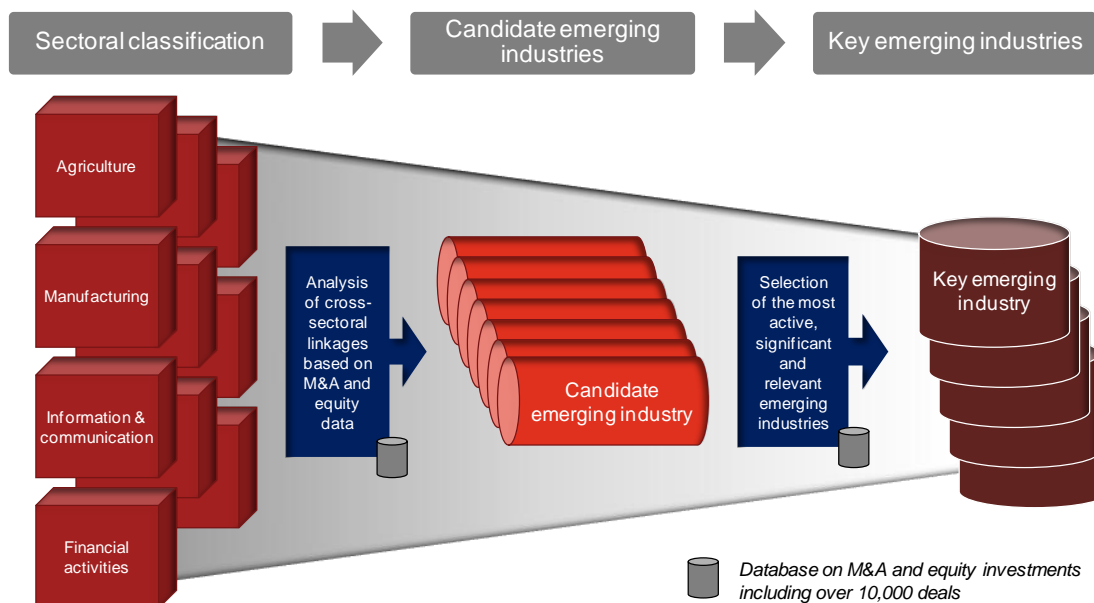 Sectoral classification
Candidate emerging
industries
Key emerging industries
Agriculture
Manufacturing
Information &
communication
Financial
activities
Analysis
of cross-
sectoral
linkages
based on
M&A and
equity
data
Candidate
emerging industry
Selection
of the most
active,
significant
and
relevant
emerging
industries
Key emerging
industry
Database on M&A and equity investments
including over 10,000 deals